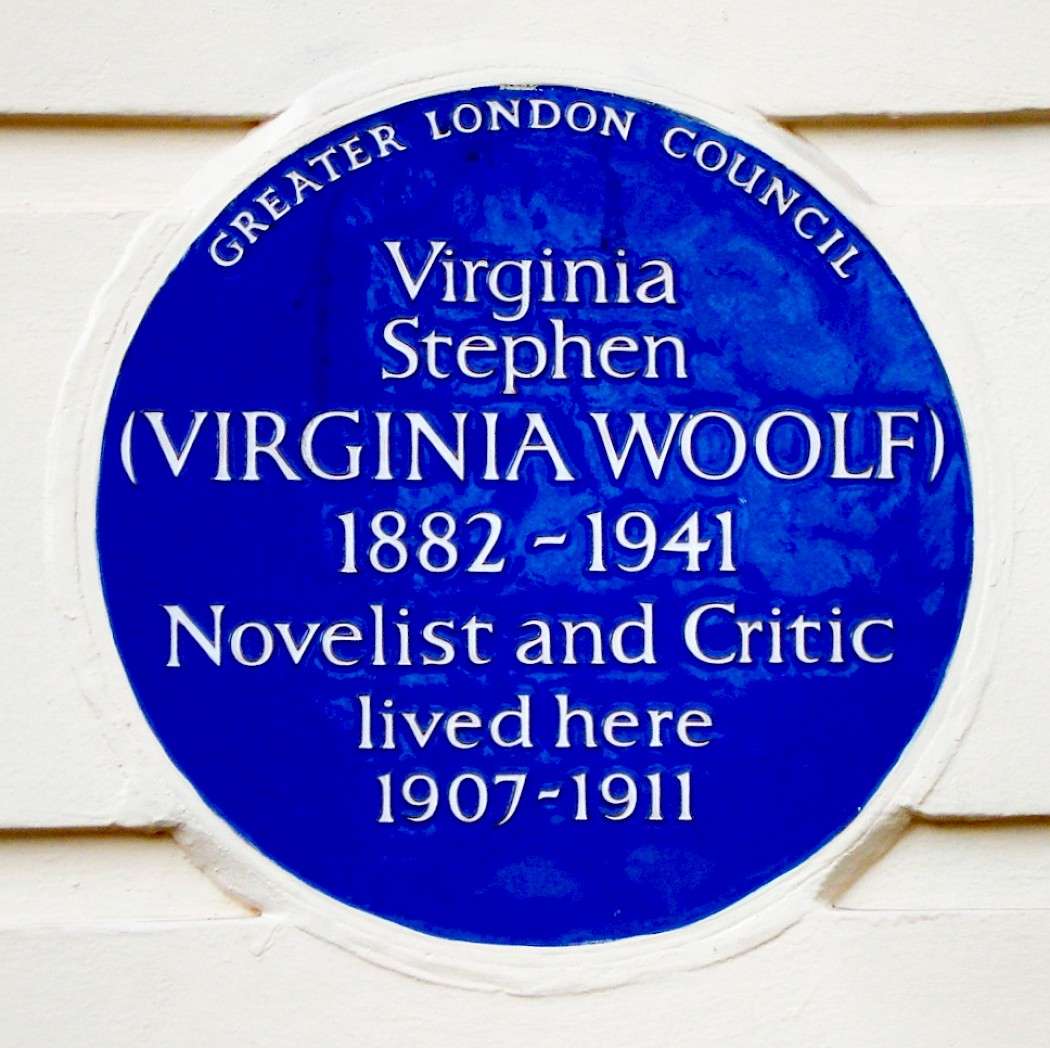 GREATER LONDON COUNCIL
Virginia
Stephen
(VIRGINIA WOOLF)
1882 - 1941
Novelist and Critic
lived here
1907-1911